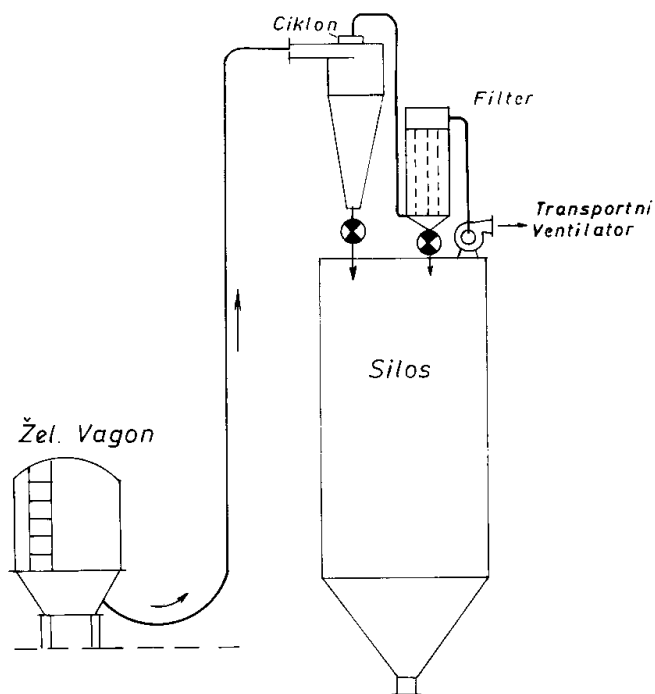 Ciklon
Filter
Transportni
Ventilator
Silos
Žel. Vagon